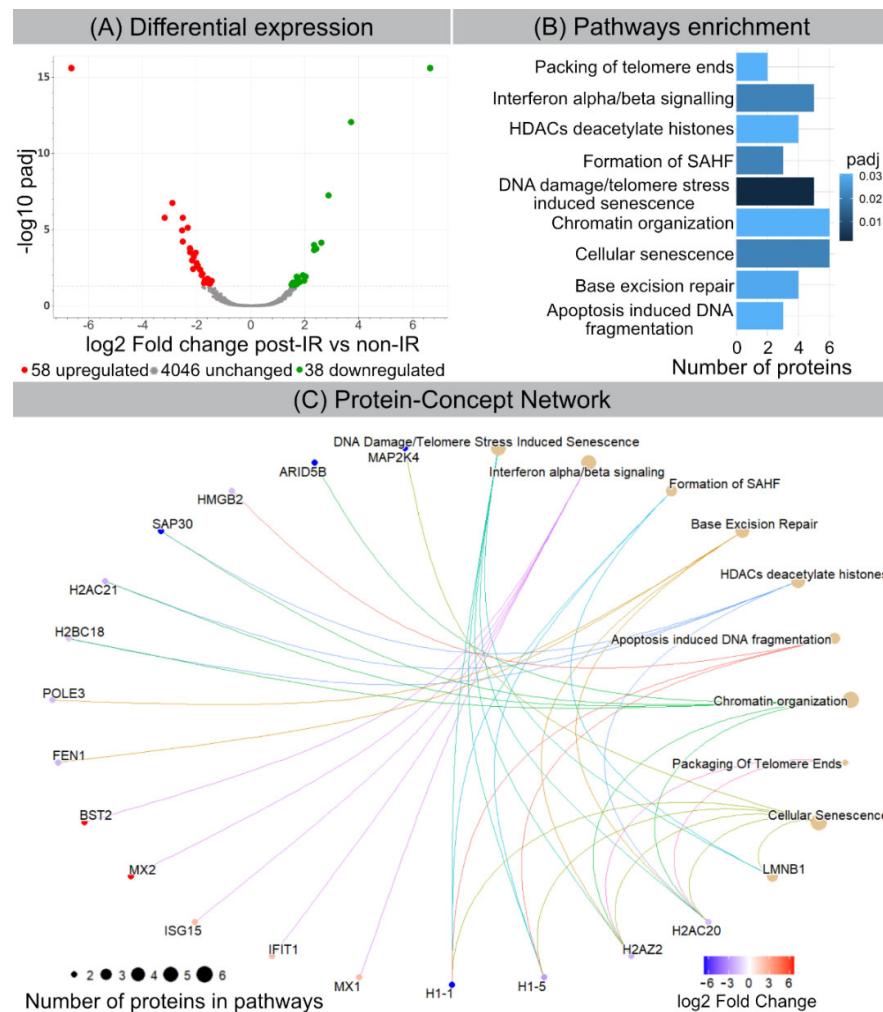 (A) Differential expression
(B) Pathways enrichment
15
10
5
0
-log10 padj
-6
-4
-2
0
2
4
6
log2 Fold change post-IR vs non-IR
58 upregulated 4046 unchanged 38 downregulated
Packing of telomere ends
Interferon alpha/beta signalling
HDACs deacetylate histones
Formation of SAHF
DNA damage/telomere stress
induced senescence
Chromatin organization
Cellular senescence
Base excision repair
Apoptosis induced DNA
fragmentation
0 2 4 6
Number of proteins
padj
0.03
0.02
0.01
(C) Protein-Concept Network
DNA Damage/Telomere Stress Induced Senescence
MAP2K4
Interferon alpha/beta signaling
ARID5B
Formation of SAHF
HMGB2
Base Excision Repair
SAP30
HDACs deacetylate histones
H2AC21
H2BC18
Apoptosis induced DNA fragmentation
POLE3
Chromatin organization
FEN1
Packaging Of Telomere Ends
BST2
Cellular Senescence
MX2
LMNB1
ISG15
H2AC20
IFIT1
H2AZ2
MX1
H1-1
H1-5
2 3 4 5 6
Number of proteins in pathways
-6 -3 0 3 6
log2 Fold Change